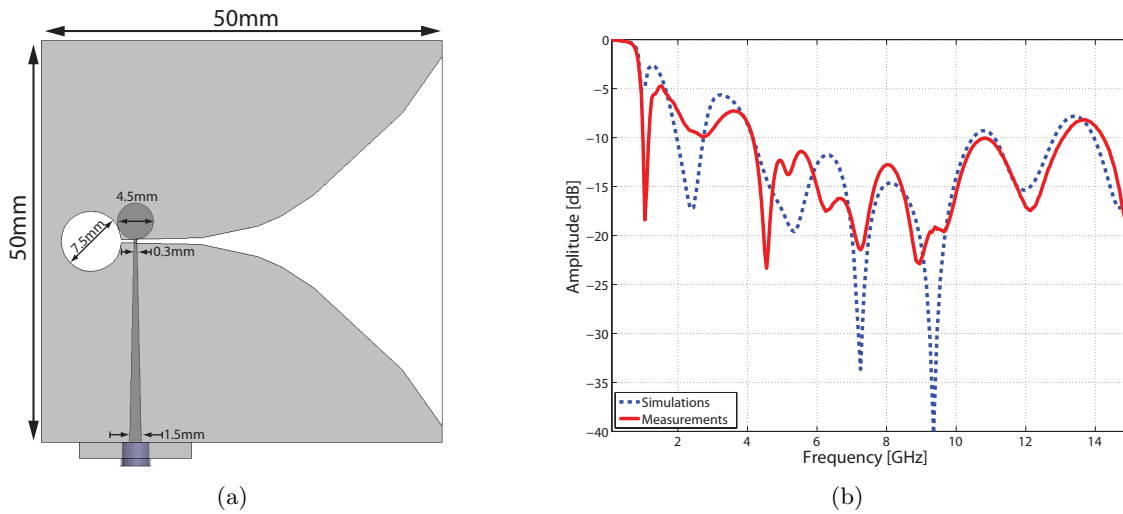 50mm
50mm
4.5mm
7.5mm
0.3mm
1.5mm
(a)
0
−5
−10
−15
−20
−25
−30
−35
−40
Amplitude [dB]
Simulations
Measurements
2 4 6 8 10 12 14
Frequency [GHz]
(b)